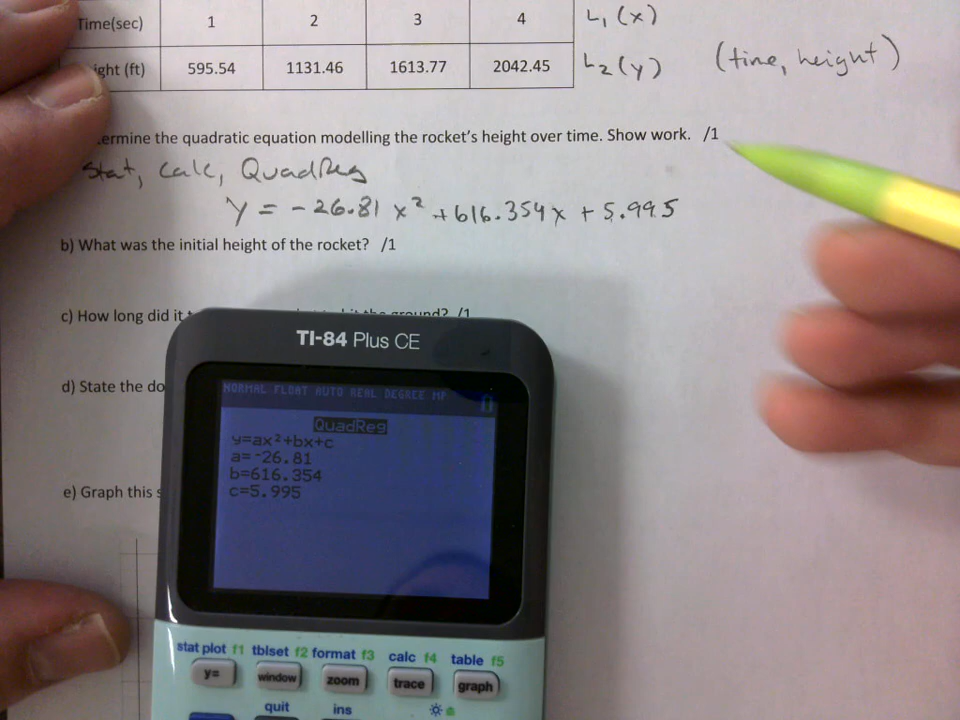 Time(sec) 1 2 3 4 L₁ (x)
ght (ft) 595.54 1131.46 1613.77 2042.45 L₂ (y) (time, height)
ermine the quadratic equation modelling the rocket's height over time. Show work. /1
Stat, Calc, QuadReg
y = -26.81 x² + 616.354x + 5.995
b) What was the initial height of the rocket? /1
c) How long did it ground? /1
TI-84 Plus CE
d) State the do
NORMAL FLOAT AUTO REAL DEGREE MP
QuadReg
y=ax²+bx+c
a=-26.81
b=616.354
c=5.995
e) Graph this s
stat plot f1 tblset f2 format f3 calc f4 table f5
y= window zoom trace graph
quit ins